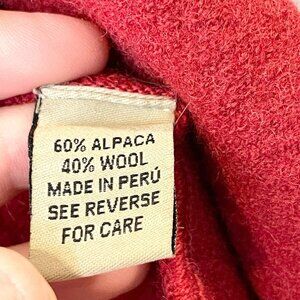 60% ALPACA
40% WOOL
MADE IN PERÚ
SEE REVERSE
FOR CARE